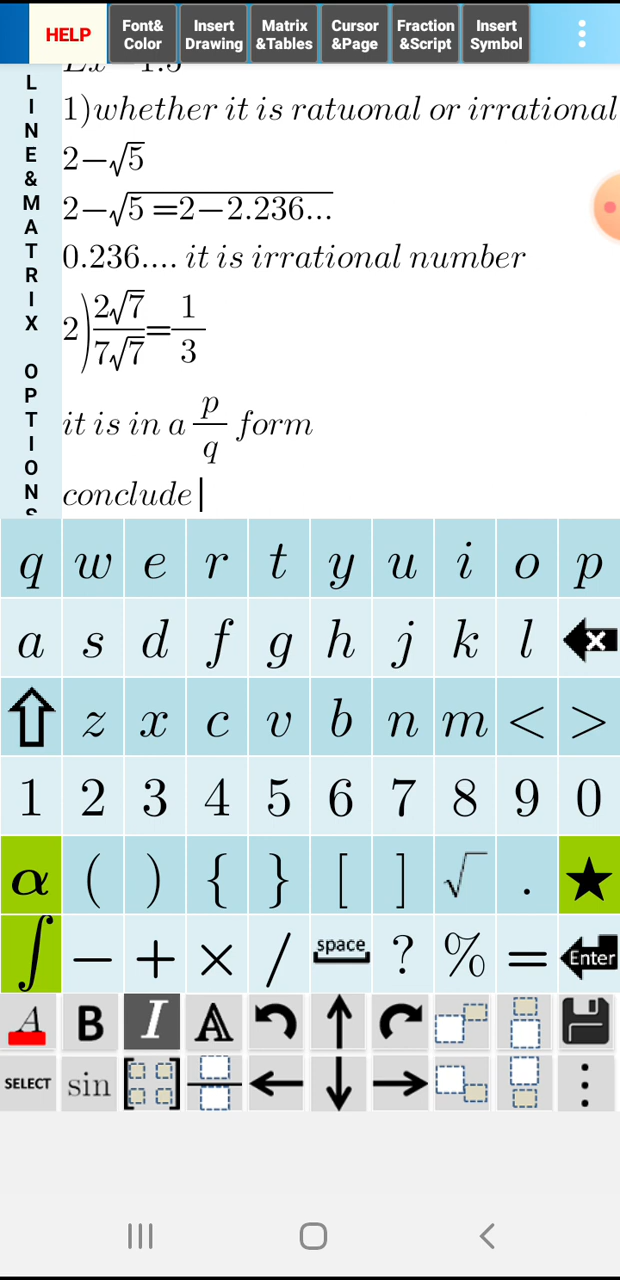 HELP
Font& Color
Insert Drawing
Matrix &Tables
Cursor &Page
Fraction &Script
Insert Symbol
LINE&MATRIX OPTIONS
1)whether it is ratuonal or irrational
2−√5
2−√5 =2−2.236...
0.236.... it is irrational number
2) 2√7/7√7 = 1/3
it is in a p/q form
conclude
q w e r t y u i o p
a s d f g h j k l
z x c v b n m < >
1 2 3 4 5 6 7 8 9 0
α ( ) { } [ ] √ . ★
∫ − + × / space ? % = Enter
A B I A
SELECT sin